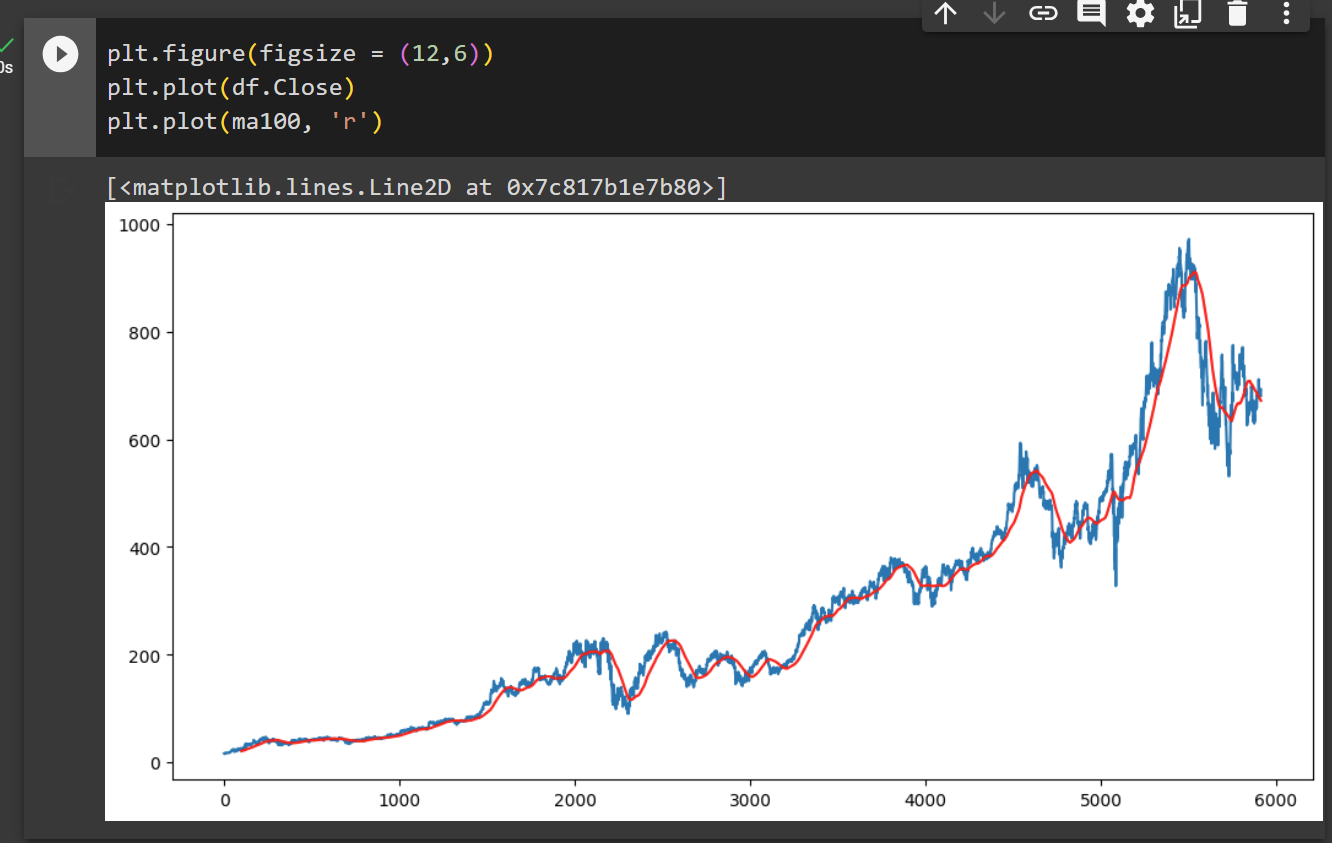 plt.figure(figsize = (12,6))
plt.plot(df.Close)
plt.plot(ma100, 'r')
0s
[<matplotlib.lines.Line2D at 0x7c817b1e7b80>]
1000
800
600
400
200
0
0 1000 2000 3000 4000 5000 6000